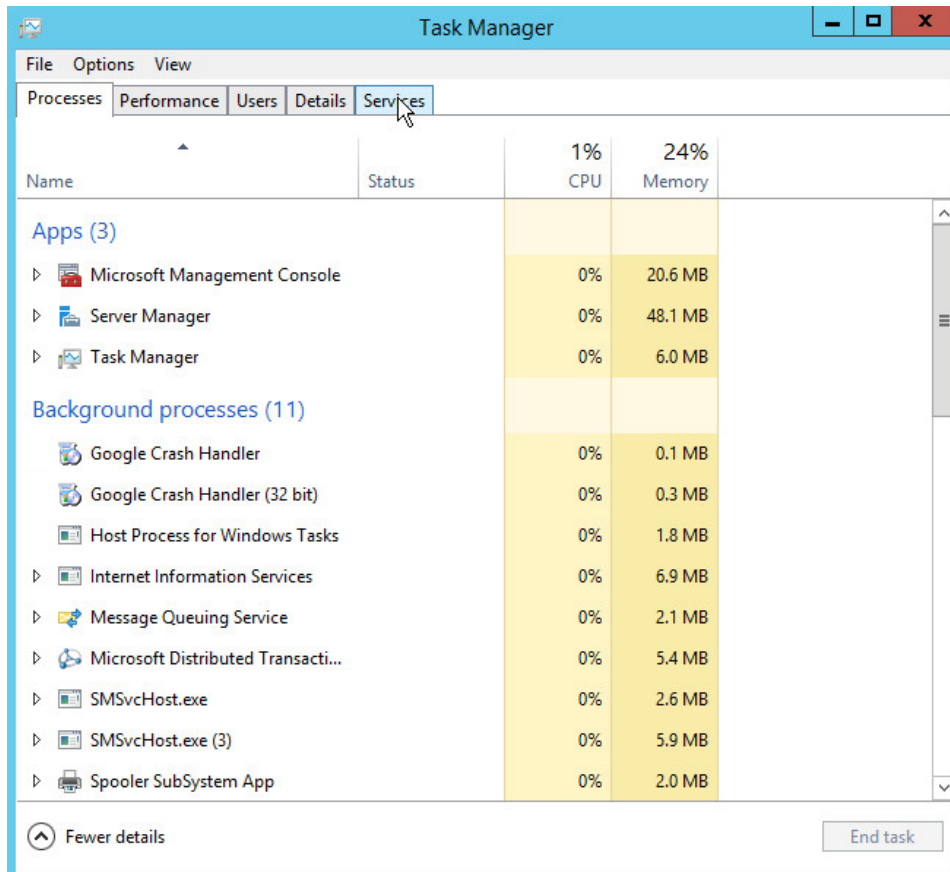 Task Manager
File Options View
Processes Performance Users Details Services
1% 24%
Name Status CPU Memory
Apps (3)
Microsoft Management Console 0% 20.6 MB
Server Manager 0% 48.1 MB
Task Manager 0% 6.0 MB
Background processes (11)
Google Crash Handler 0% 0.1 MB
Google Crash Handler (32 bit) 0% 0.3 MB
Host Process for Windows Tasks 0% 1.8 MB
Internet Information Services 0% 6.9 MB
Message Queuing Service 0% 2.1 MB
Microsoft Distributed Transacti... 0% 5.4 MB
SMSvcHost.exe 0% 2.6 MB
SMSvcHost.exe (3) 0% 5.9 MB
Spooler SubSystem App 0% 2.0 MB
Fewer details End task